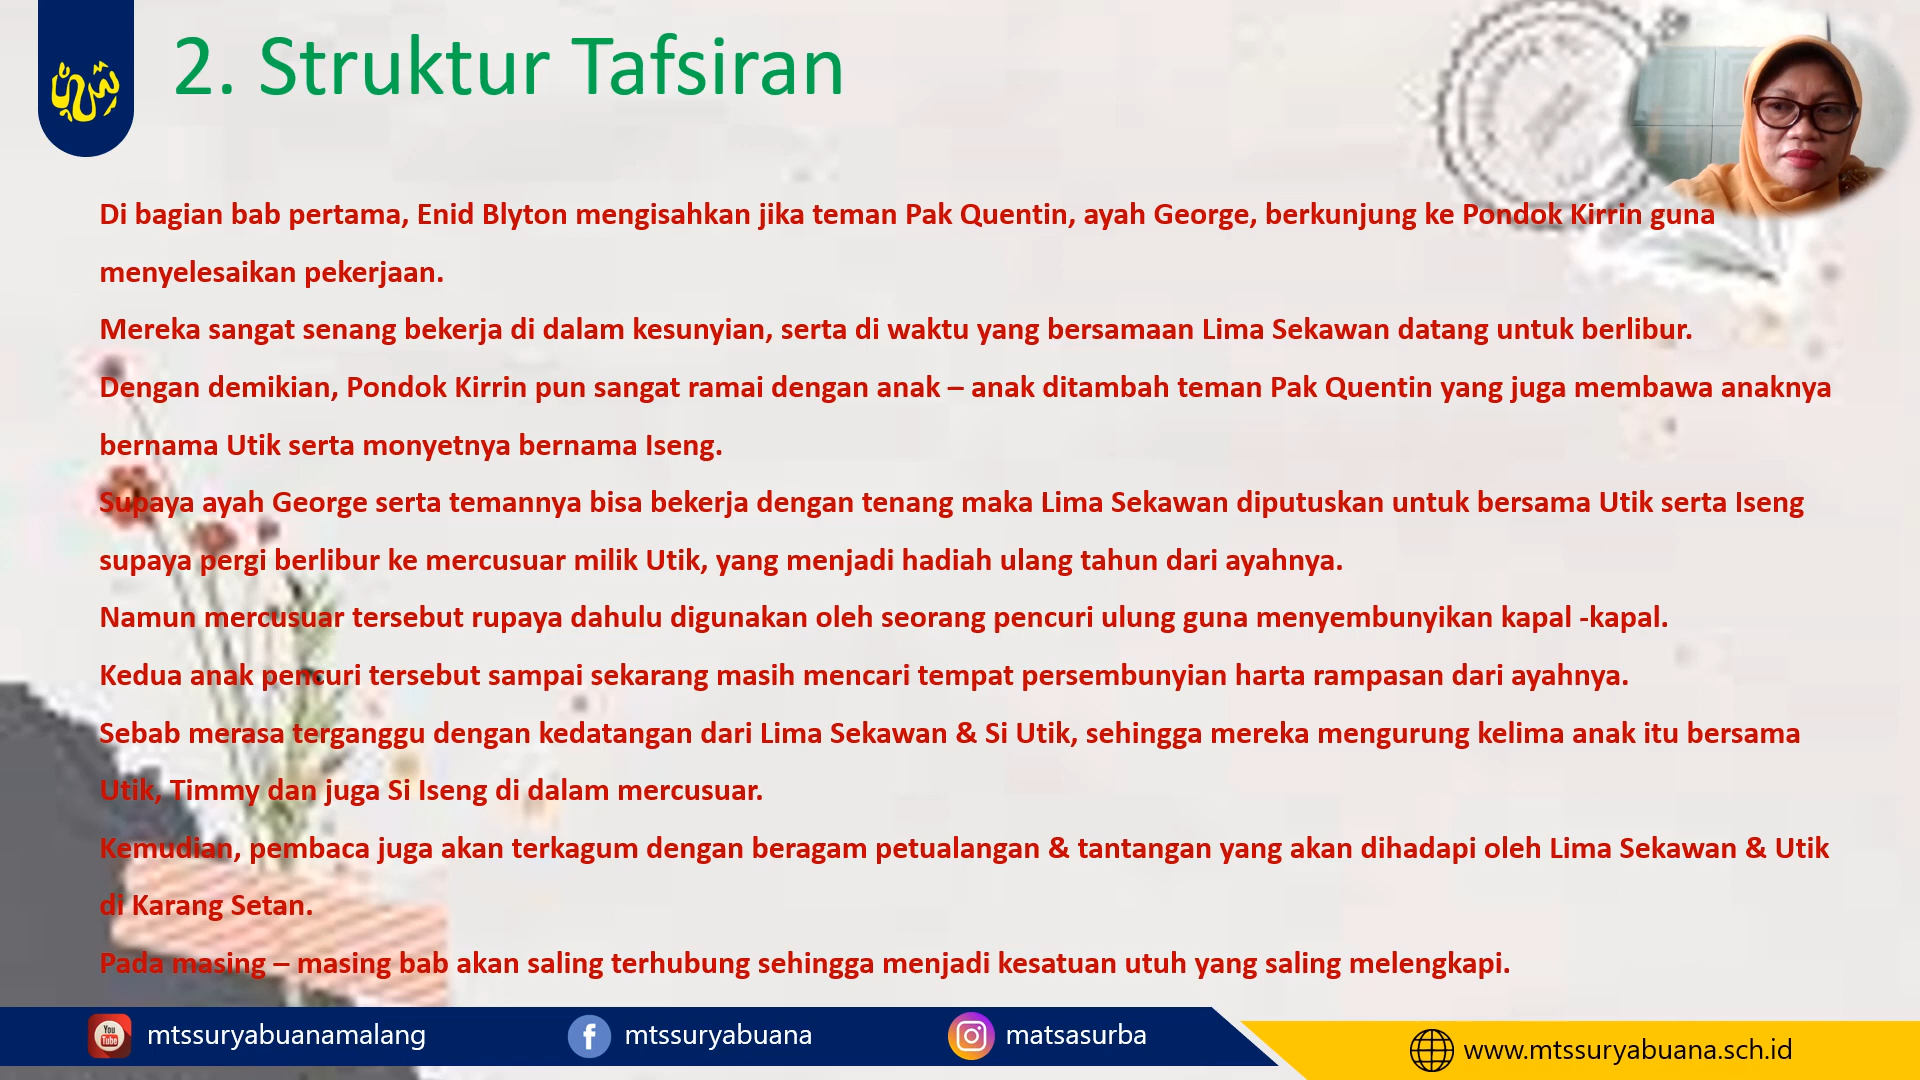 2. Struktur Tafsiran
Di bagian bab pertama, Enid Blyton mengisahkan jika teman Pak Quentin, ayah George, berkunjung ke Pondok Kirrin guna
menyelesaikan pekerjaan.
Mereka sangat senang bekerja di dalam kesunyian, serta di waktu yang bersamaan Lima Sekawan datang untuk berlibur.
Dengan demikian, Pondok Kirrin pun sangat ramai dengan anak – anak ditambah teman Pak Quentin yang juga membawa anaknya
bernama Utik serta monyetnya bernama Iseng.
Supaya ayah George serta temannya bisa bekerja dengan tenang maka Lima Sekawan diputuskan untuk bersama Utik serta Iseng
supaya pergi berlibur ke mercusuar milik Utik, yang menjadi hadiah ulang tahun dari ayahnya.
Namun mercusuar tersebut rupaya dahulu digunakan oleh seorang pencuri ulung guna menyembunyikan kapal -kapal.
Kedua anak pencuri tersebut sampai sekarang masih mencari tempat persembunyian harta rampasan dari ayahnya.
Sebab merasa terganggu dengan kedatangan dari Lima Sekawan & Si Utik, sehingga mereka mengurung kelima anak itu bersama
Utik, Timmy dan juga Si Iseng di dalam mercusuar.
Kemudian, pembaca juga akan terkagum dengan beragam petualangan & tantangan yang akan dihadapi oleh Lima Sekawan & Utik
di Karang Setan.
Pada masing – masing bab akan saling terhubung sehingga menjadi kesatuan utuh yang saling melengkapi.
You Tube mtssuryabuanamalang
mtssuryabuana
matsasurba
www.mtssuryabuana.sch.id